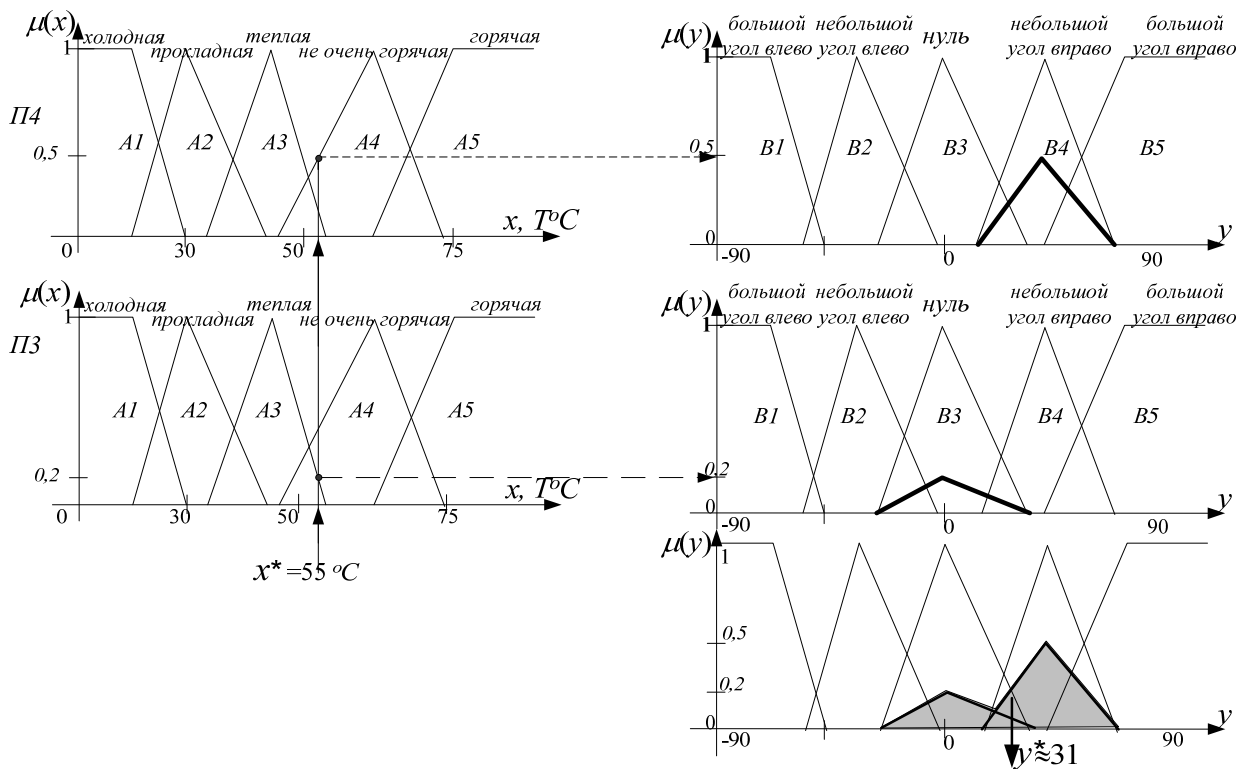 μ(x)
1
холодная
прохладная
теплая
не очень горячая
горячая
П4
A1
A2
A3
A4
A5
0,5
x, T°C
0
30
50
75
μ(y)
большой
угол влево
небольшой
угол влево
нуль
небольшой
угол вправо
большой
угол вправо
1
B1
B2
B3
B4
B5
0,5
0
-90
0
90
y
μ(x)
1
холодная
прохладная
теплая
не очень горячая
горячая
П3
A1
A2
A3
A4
A5
0,2
x, T°C
0
30
50
75
x* =55 °C
μ(y)
большой
угол влево
небольшой
угол влево
нуль
небольшой
угол вправо
большой
угол вправо
1
B1
B2
B3
B4
B5
0,2
0
-90
0
90
y
μ(y)
1
0,5
0,2
0
-90
0
90
y
y*≈31